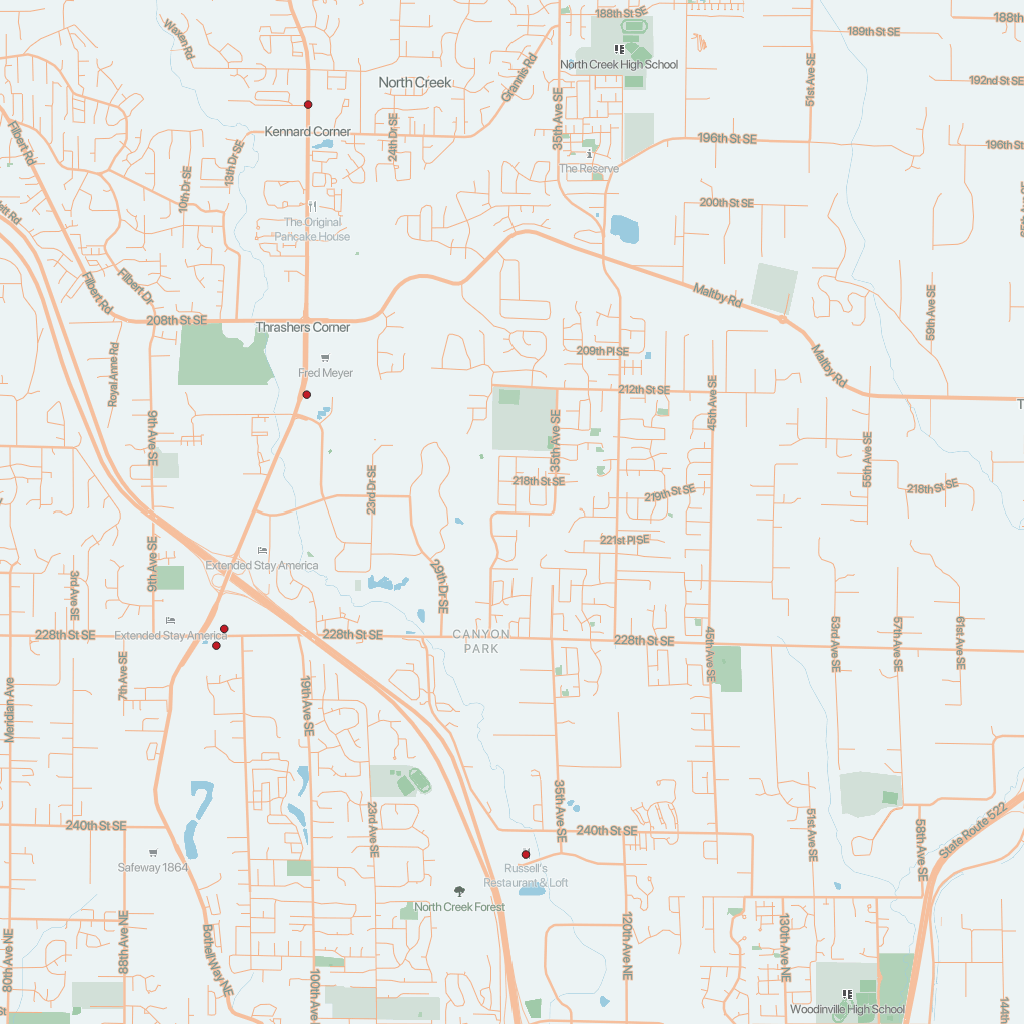 188th St SE
188th
Waxen Rd
189th St SE
North Creek High School
North Creek
Grannis Rd
51st Ave SE
192nd St SE
35th Ave SE
Kennard Corner
24th Dr SE
196th St SE
196th St
Filbert Rd
13th Dr SE
The Reserve
10th Dr SE
200th St SE
The Original
Pancake House
Filbert Dr
Filbert Rd
Maltby Rd
59th Ave SE
208th St SE
Thrashers Corner
209th Pl SE
Maltby Rd
Royal Anne Rd
Fred Meyer
212th St SE
45th Ave SE
T
9th Ave SE
35th Ave SE
55th Ave SE
23rd Dr SE
218th St SE
219th St SE
218th St SE
221st Pl SE
Extended Stay America
9th Ave SE
3rd Ave SE
29th Dr SE
Extended Stay America
228th St SE
228th St SE
CANYON
PARK
228th St SE
45th Ave SE
53rd Ave SE
57th Ave SE
61st Ave SE
7th Ave SE
19th Ave SE
Meridian Ave
35th Ave SE
240th St SE
23rd Ave SE
240th St SE
51st Ave SE
58th Ave SE
State Route 522
Safeway 1864
Russell's
Restaurant & Loft
North Creek Forest
80th Ave NE
88th Ave NE
Bothell Way NE
100th Ave N
120th Ave NE
130th Ave NE
144th
Woodinville High School